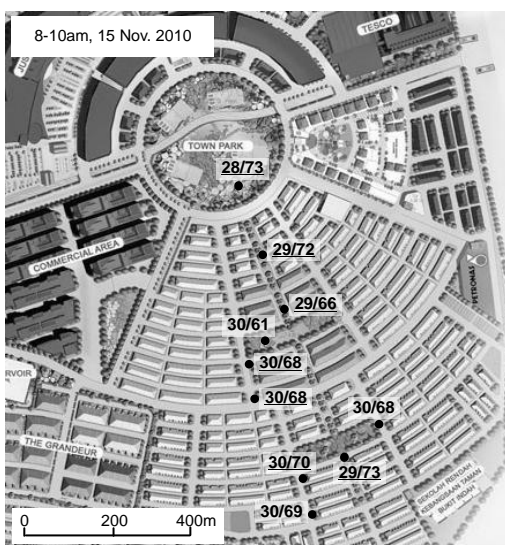 8-10am, 15 Nov. 2010
TESCO
TOWN PARK
28/73
29/72
COMMERCIAL AREA
PETRONAS
29/66
30/61
30/68
30/68
30/68
RVOIR
THE GRANDEUR
30/70
29/73
SEKOLAH RENDAH
KEBANGSAAN TAMAN
BUKIT INDAH
30/69
0 200 400m